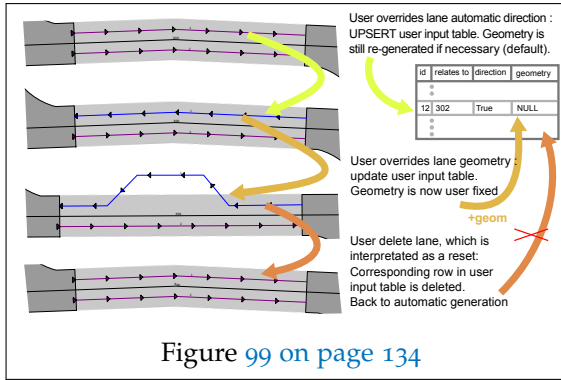 User overrides lane automatic direction :
UPSERT user input table. Geometry is
still re-generated if necessary (default).
id relates to direction geometry
12 302 True NULL
User overrides lane geometry :
update user input table.
Geometry is now user fixed
+geom
User delete lane, which is
interpretated as a reset:
Corresponding row in user
input table is deleted.
Back to automatic generation
Figure 99 on page 134